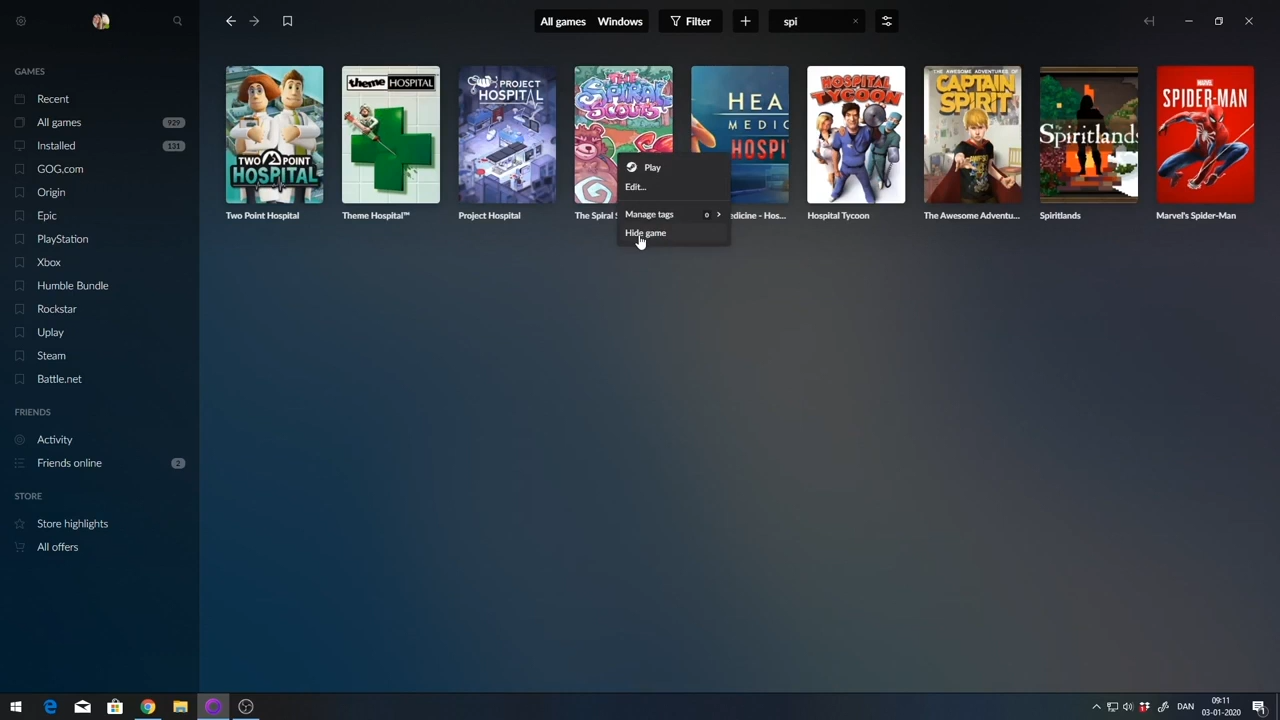 All games Windows Filter spi
GAMES
Recent
All games 929
Installed 131
GOG.com
Origin
Epic
PlayStation
Xbox
Humble Bundle
Rockstar
Uplay
Steam
Battle.net
FRIENDS
Activity
Friends online 2
STORE
Store highlights
All offers
TWO POINT
HOSPITAL
theme HOSPITAL
PROJECT
HOSPITAL
THE
SPIRAL
SCOUTS
HEA
MEDIC
HOSPI
HOSPITAL
TYCOON
THE AWESOME ADVENTURES OF
CAPTAIN
SPIRIT
Spiritlands
MARVEL
SPIDER-MAN
Two Point Hospital
Theme Hospital™
Project Hospital
The Spiral S
edicine - Hos...
Hospital Tycoon
The Awesome Adventu...
Spiritlands
Marvel's Spider-Man
Play
Edit...
Manage tags 0
Hide game
DAN
09:11
03-01-2020